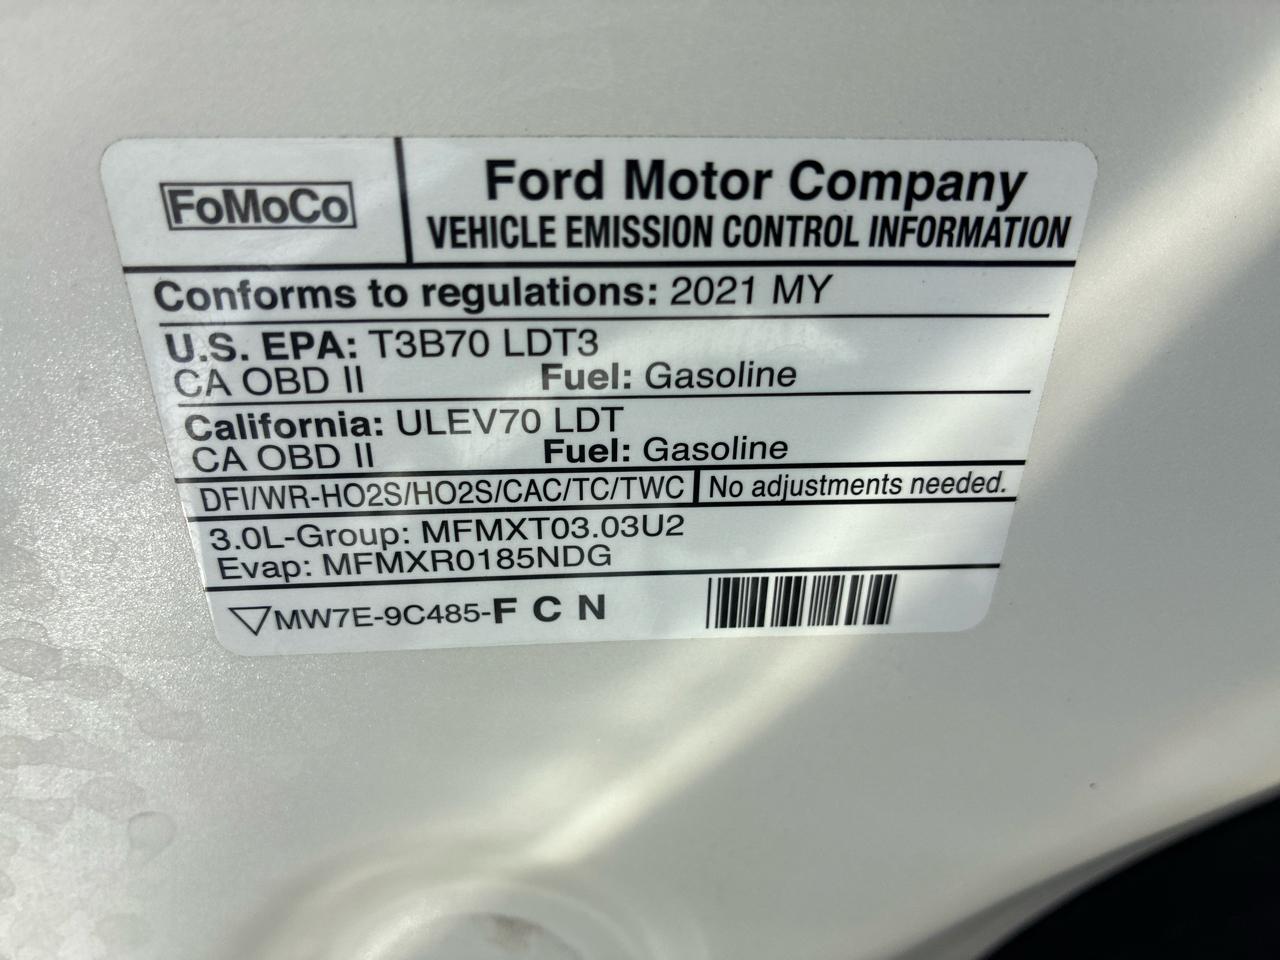 FoMoCo
Ford Motor Company
VEHICLE EMISSION CONTROL INFORMATION
Conforms to regulations: 2021 MY
U.S. EPA: T3B70 LDT3
CA OBD II Fuel: Gasoline
California: ULEV70 LDT
CA OBD II Fuel: Gasoline
DFI/WR-HO2S/HO2S/CAC/TC/TWC No adjustments needed.
3.0L-Group: MFMXT03.03U2
Evap: MFMXR0185NDG
MW7E-9C485-F C N